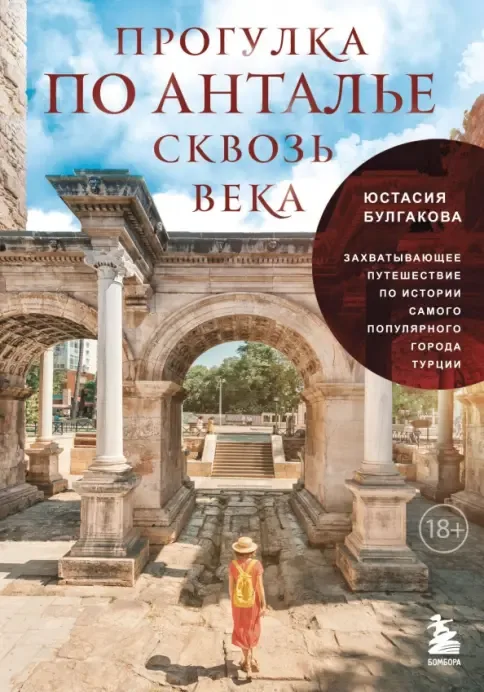 ПРОГУЛКА
ПО АНТАЛЬЕ
СКВОЗЬ
ВЕКА
ЮСТАСИЯ
БУЛГАКОВА
ЗАХВАТЫВАЮЩЕЕ
ПУТЕШЕСТВИЕ
ПО ИСТОРИИ
САМОГО
ПОПУЛЯРНОГО
ГОРОДА
ТУРЦИИ
18+
БОМБОРА